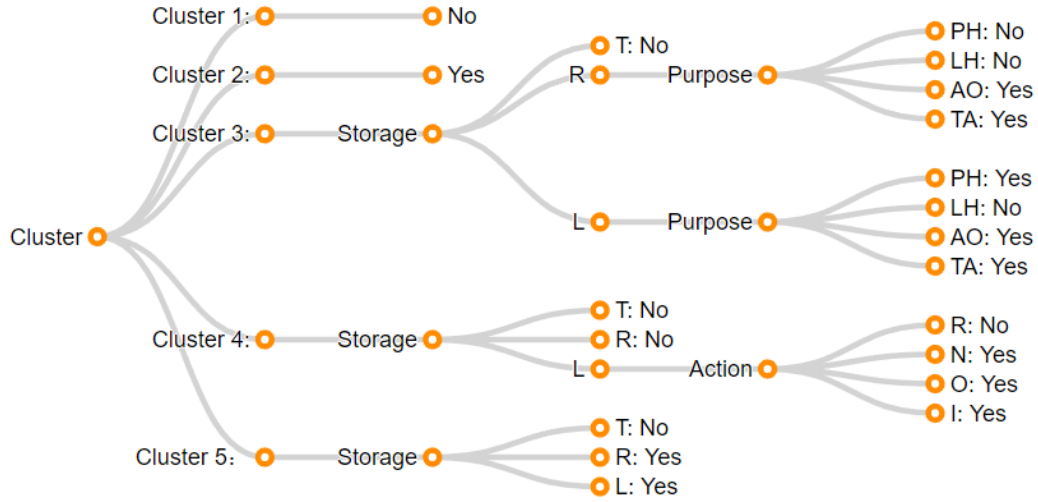 Cluster
Cluster 1:
No
Cluster 2:
Yes
Cluster 3:
Storage
T: No
R
Purpose
PH: No
LH: No
AO: Yes
TA: Yes
L
Purpose
PH: Yes
LH: No
AO: Yes
TA: Yes
Cluster 4:
Storage
T: No
R: No
L
Action
R: No
N: Yes
O: Yes
I: Yes
Cluster 5:
Storage
T: No
R: Yes
L: Yes